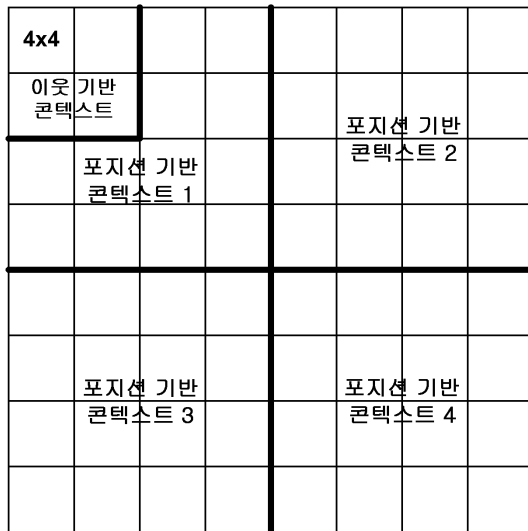 4x4
이웃 기반
콘텍스트
포지션 기반
콘텍스트 2
포지션 기반
콘텍스트 1
포지션 기반
콘텍스트 3
포지션 기반
콘텍스트 4